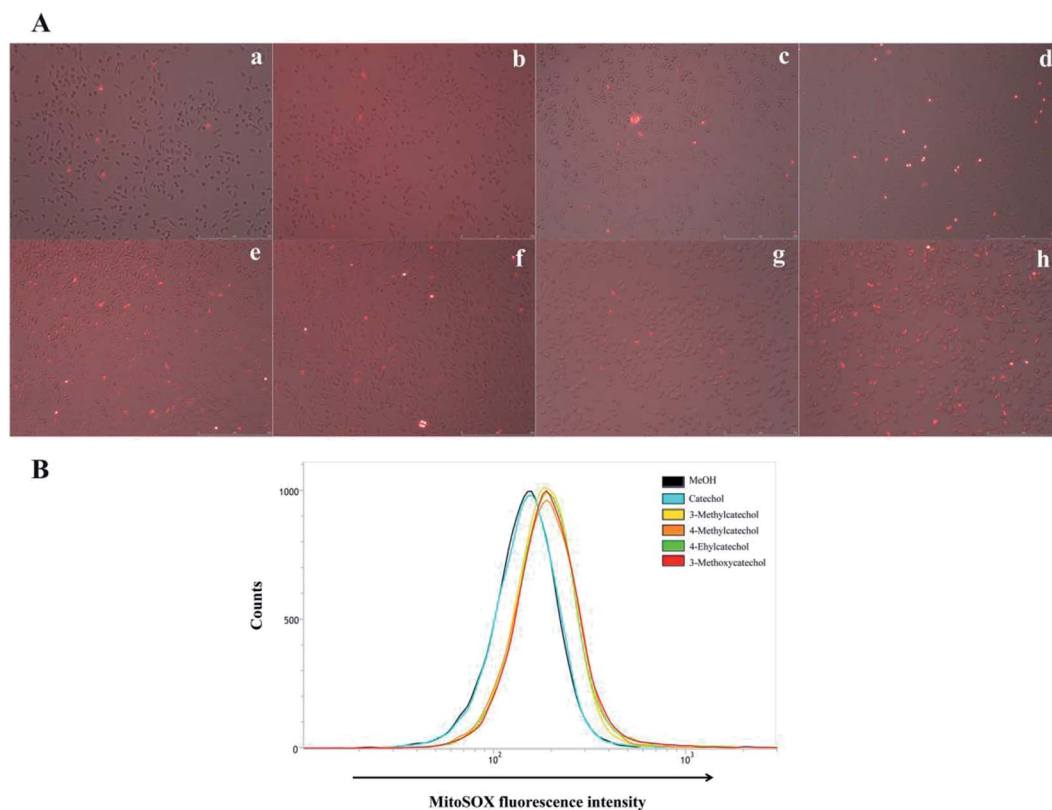 A
a
b
c
d
e
f
g
h
B
1000
500
0
Counts
MeOH
Catechol
3-Methylcatechol
4-Methylcatechol
4-Ehylcatechol
3-Methoxycatechol
10²
10³
MitoSOX fluorescence intensity